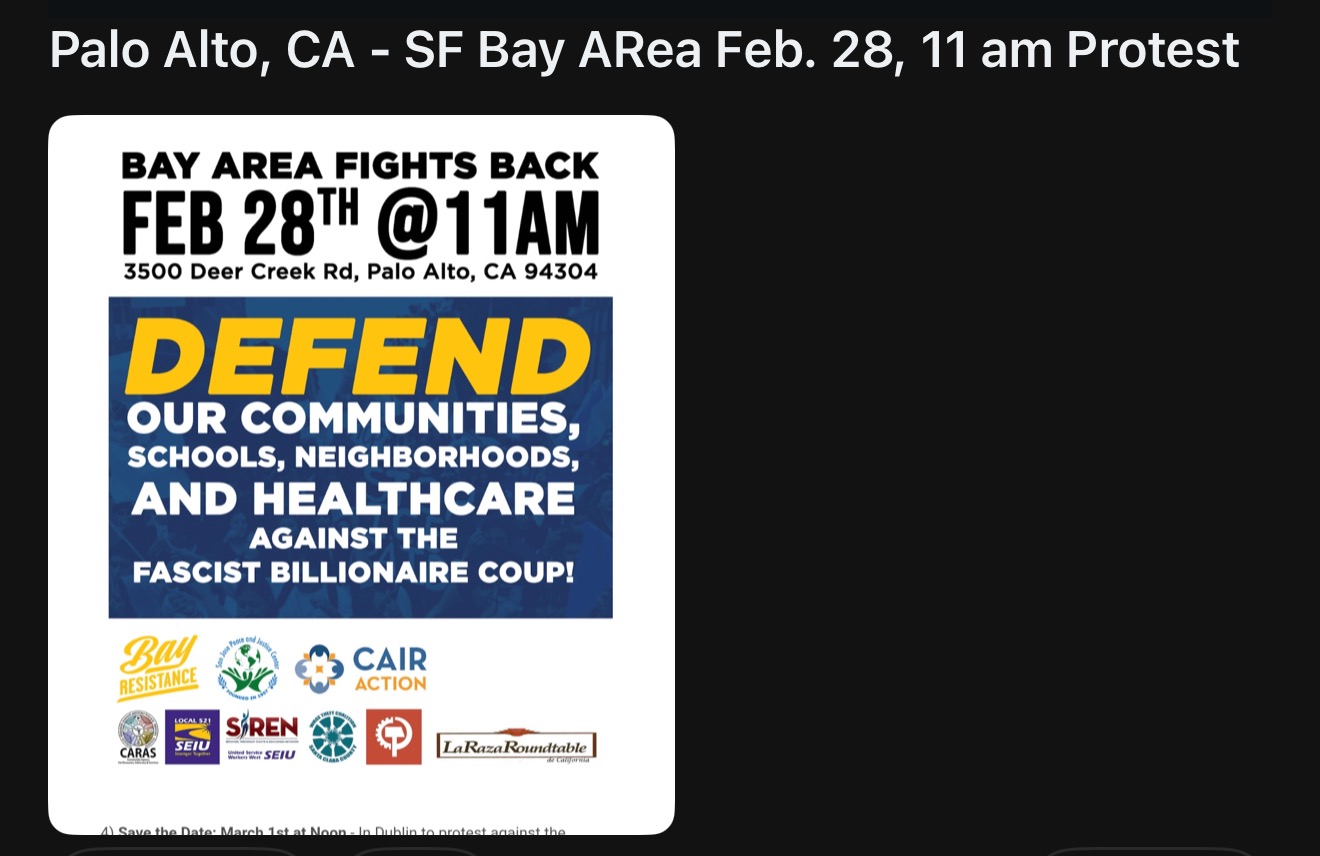 Palo Alto, CA - SF Bay ARea Feb. 28, 11 am Protest
BAY AREA FIGHTS BACK
FEB 28TH @11AM
3500 Deer Creek Rd, Palo Alto, CA 94304
DEFEND
OUR COMMUNITIES,
SCHOOLS, NEIGHBORHOODS,
AND HEALTHCARE
AGAINST THE
FASCIST BILLIONAIRE COUP!
Bay
RESISTANCE
San Jose Peace and Justice Center
FOUNDED IN 1957
CAIR
ACTION
CARAS
LOCAL 521
SEIU
Stronger Together
SIREN
United Service
Workers West SEIU
SANTA CLARA COUNTY
LaRazaRoundtable
de California
4) Save the Date: March 1st at Noon - In Dublin to protest against the